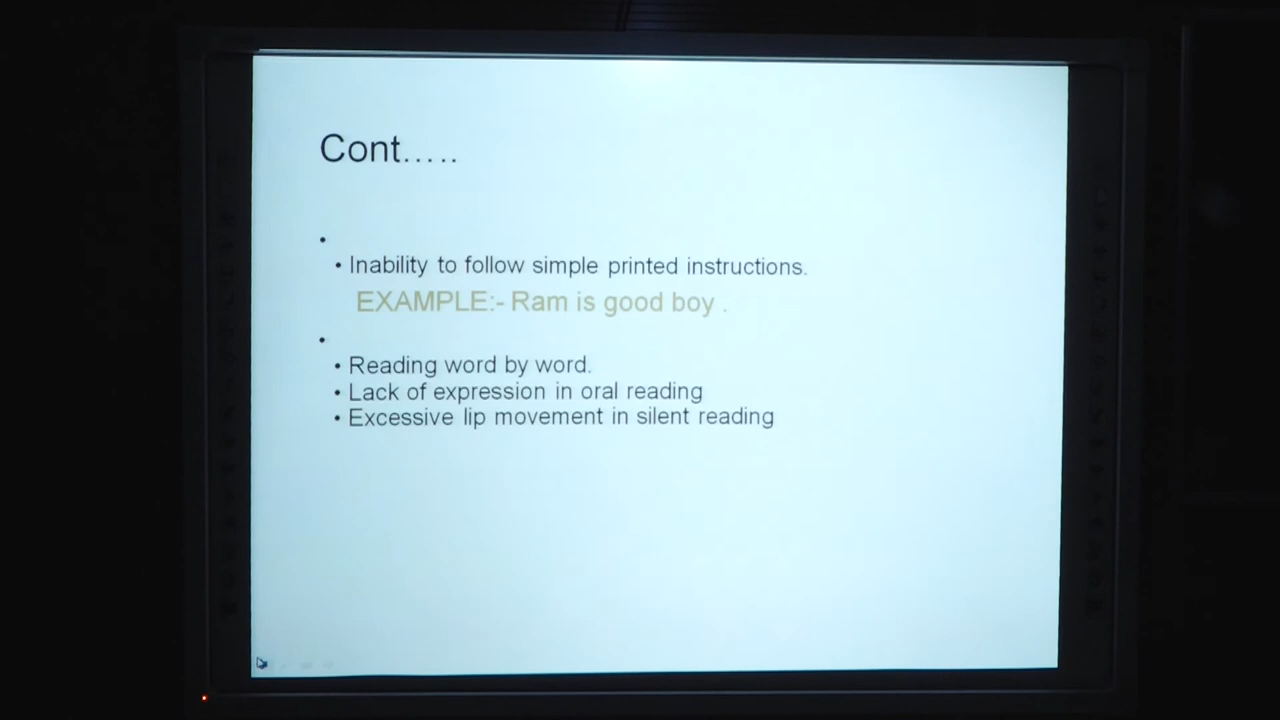 Cont.....
•
• Inability to follow simple printed instructions.
EXAMPLE:- Ram is good boy .
•
• Reading word by word.
• Lack of expression in oral reading
• Excessive lip movement in silent reading